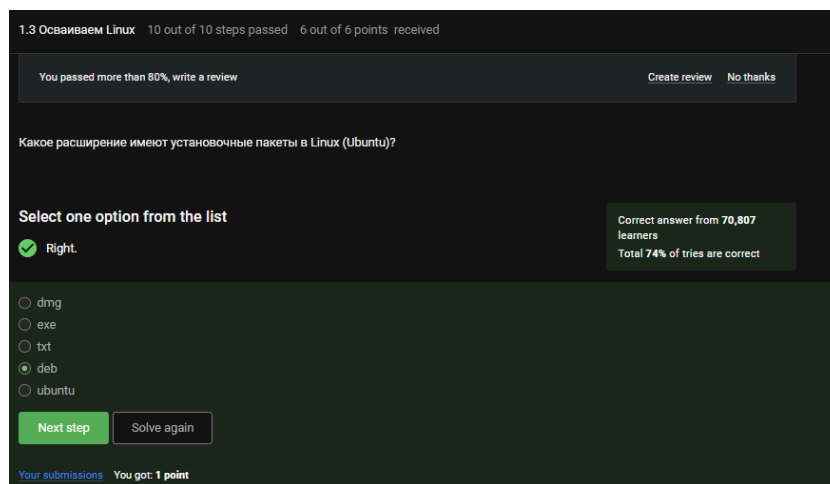 1.3 Осваиваем Linux 10 out of 10 steps passed 6 out of 6 points received
You passed more than 80%, write a review Create review No thanks
Какое расширение имеют установочные пакеты в Linux (Ubuntu)?
Select one option from the list
Right.
Correct answer from 70,807
learners
Total 74% of tries are correct
dmg
exe
txt
deb
ubuntu
Next step Solve again
Your submissions You got: 1 point